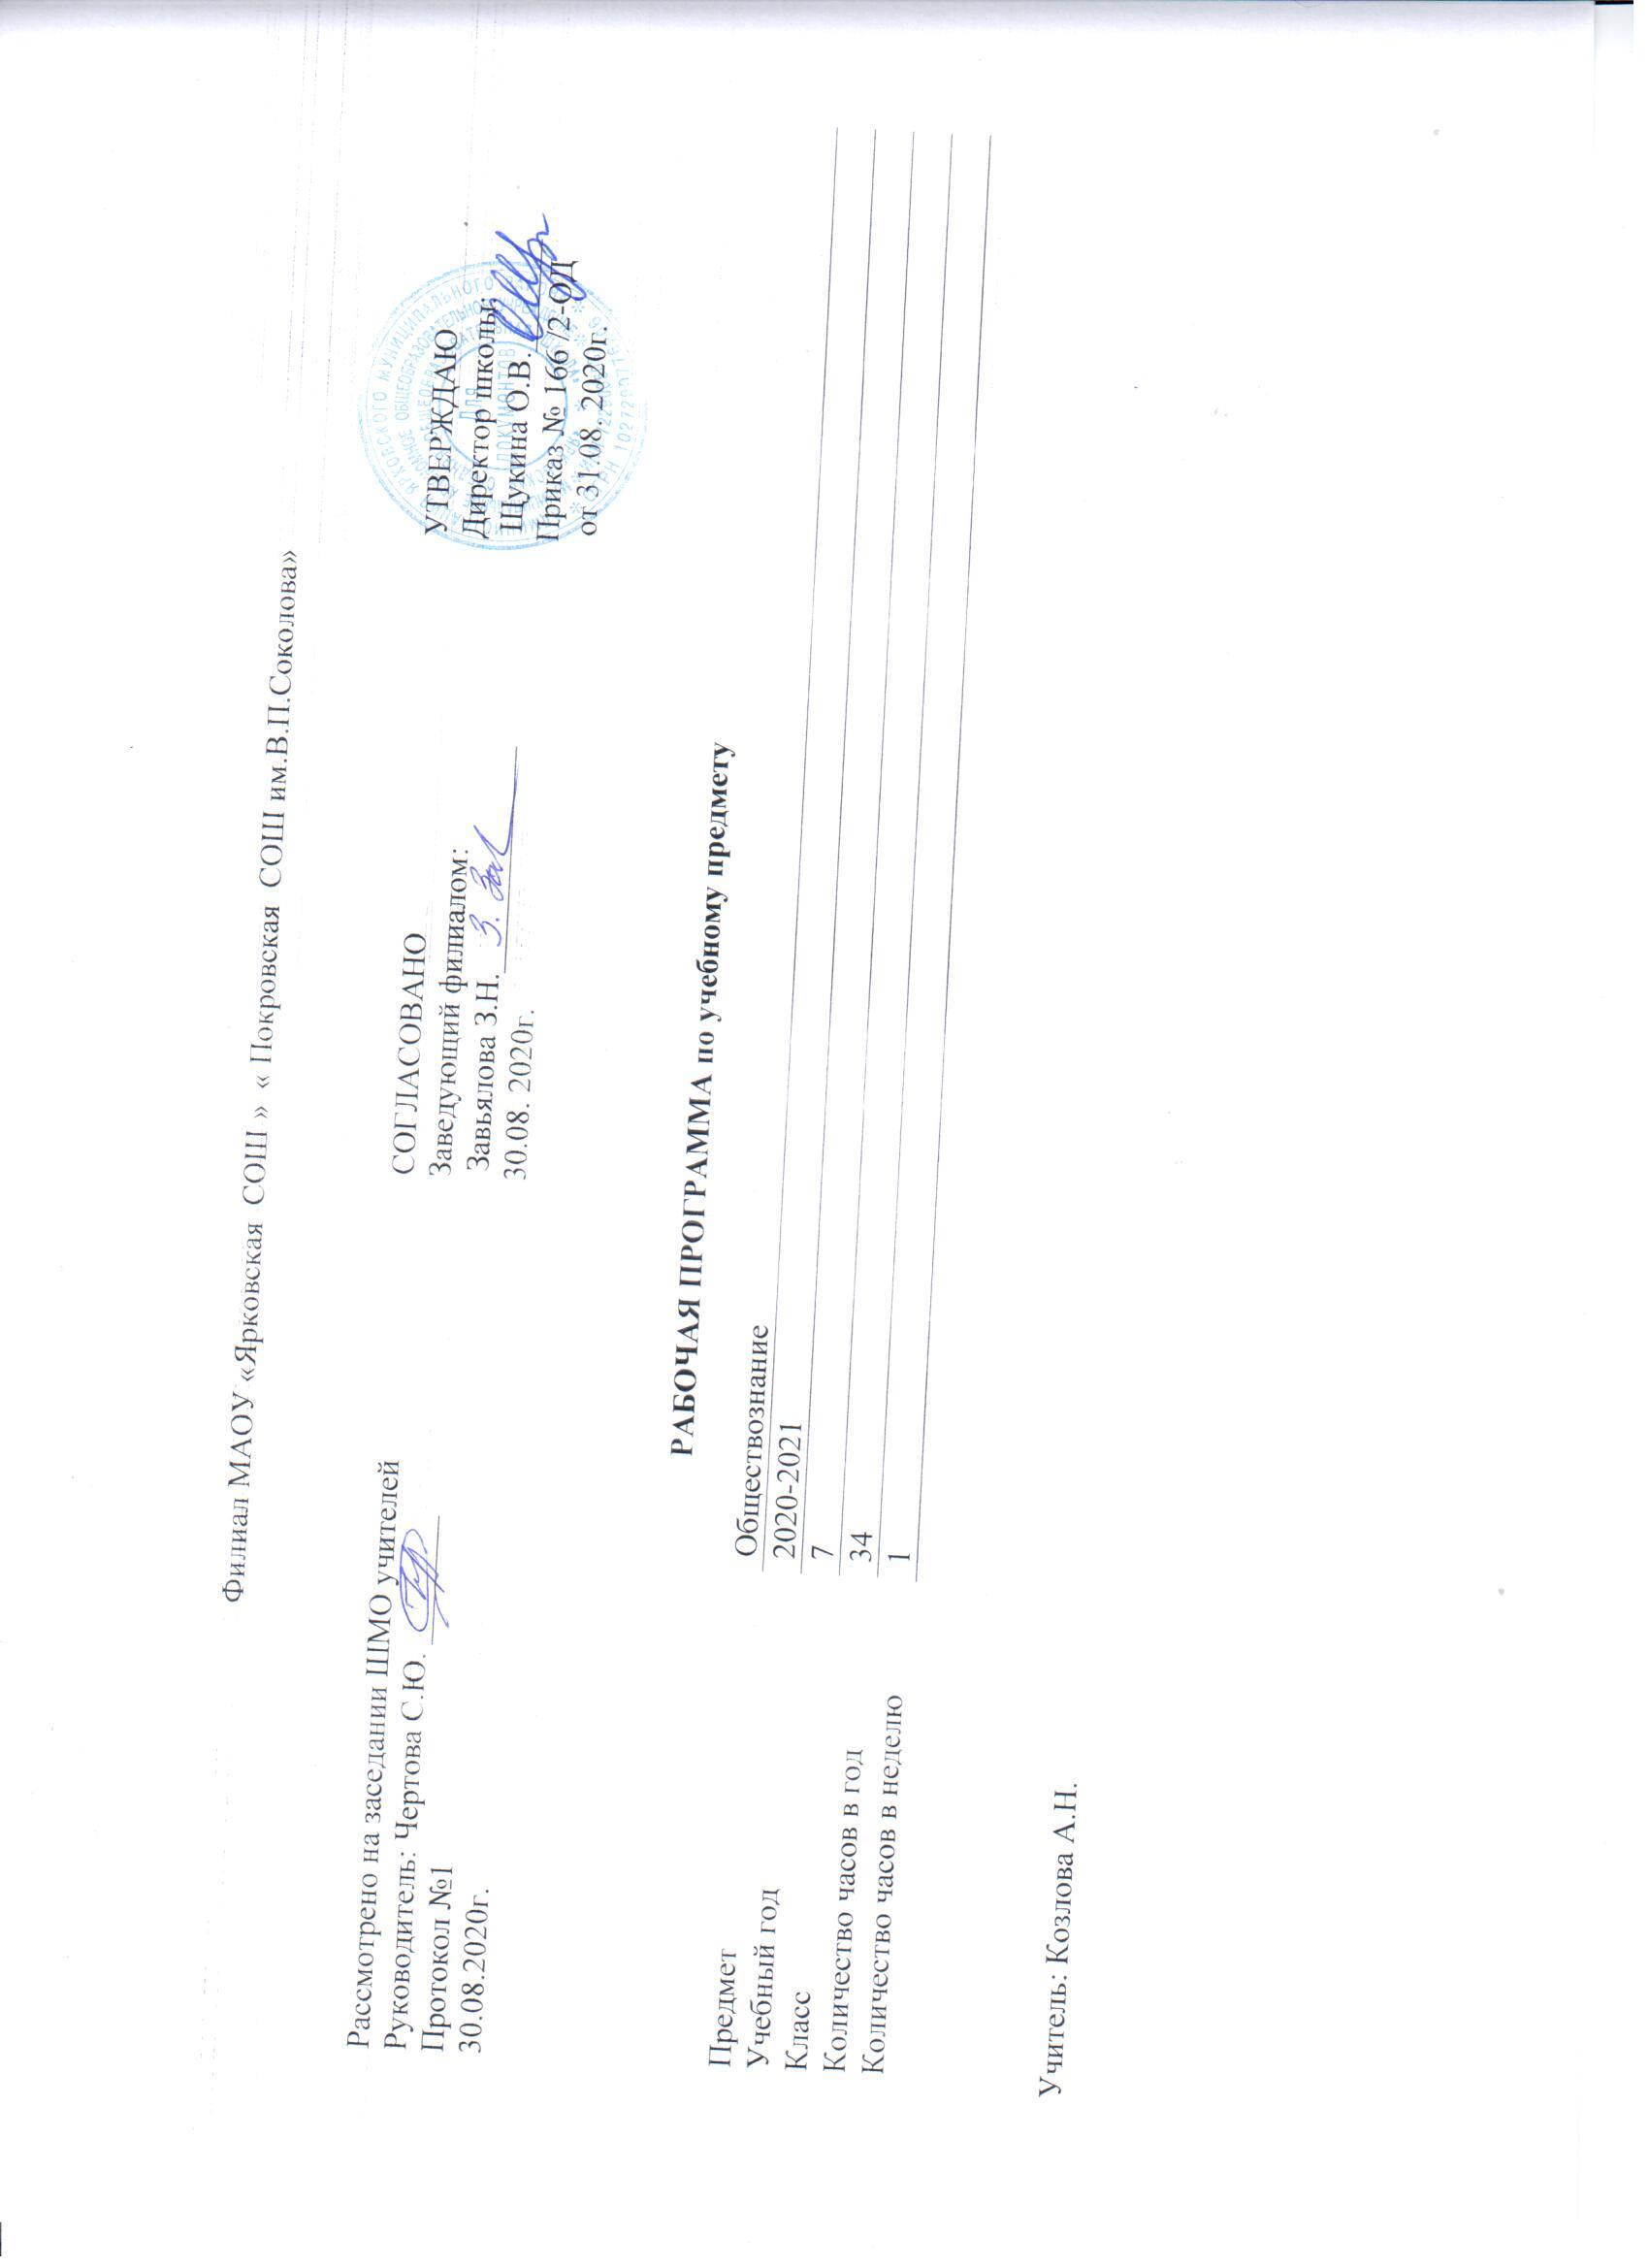 Филиал МАОУ «Ярковская СОШ » « Покровская СОШ им.В.П.Соколова»
Рассмотрено на заседании ШМО учителей
Руководитель: Чертова С.Ю.
Протокол №1
30.08.2020г.
СОГЛАСОВАНО
Заведующий филиалом:
Завьялова З.Н.
30.08. 2020г.
УТВЕРЖДАЮ
Директор школы:
Щукина О.В.
Приказ № 166 /2-ОД
от 31.08. 2020г.
ДЛЯ
ДОКУМЕНТОВ
РАБОЧАЯ ПРОГРАММА по учебному предмету
Предмет Обществознание
Учебный год 2020-2021
Класс 7
Количество часов в год 34
Количество часов в неделю 1
Учитель: Козлова А.Н.